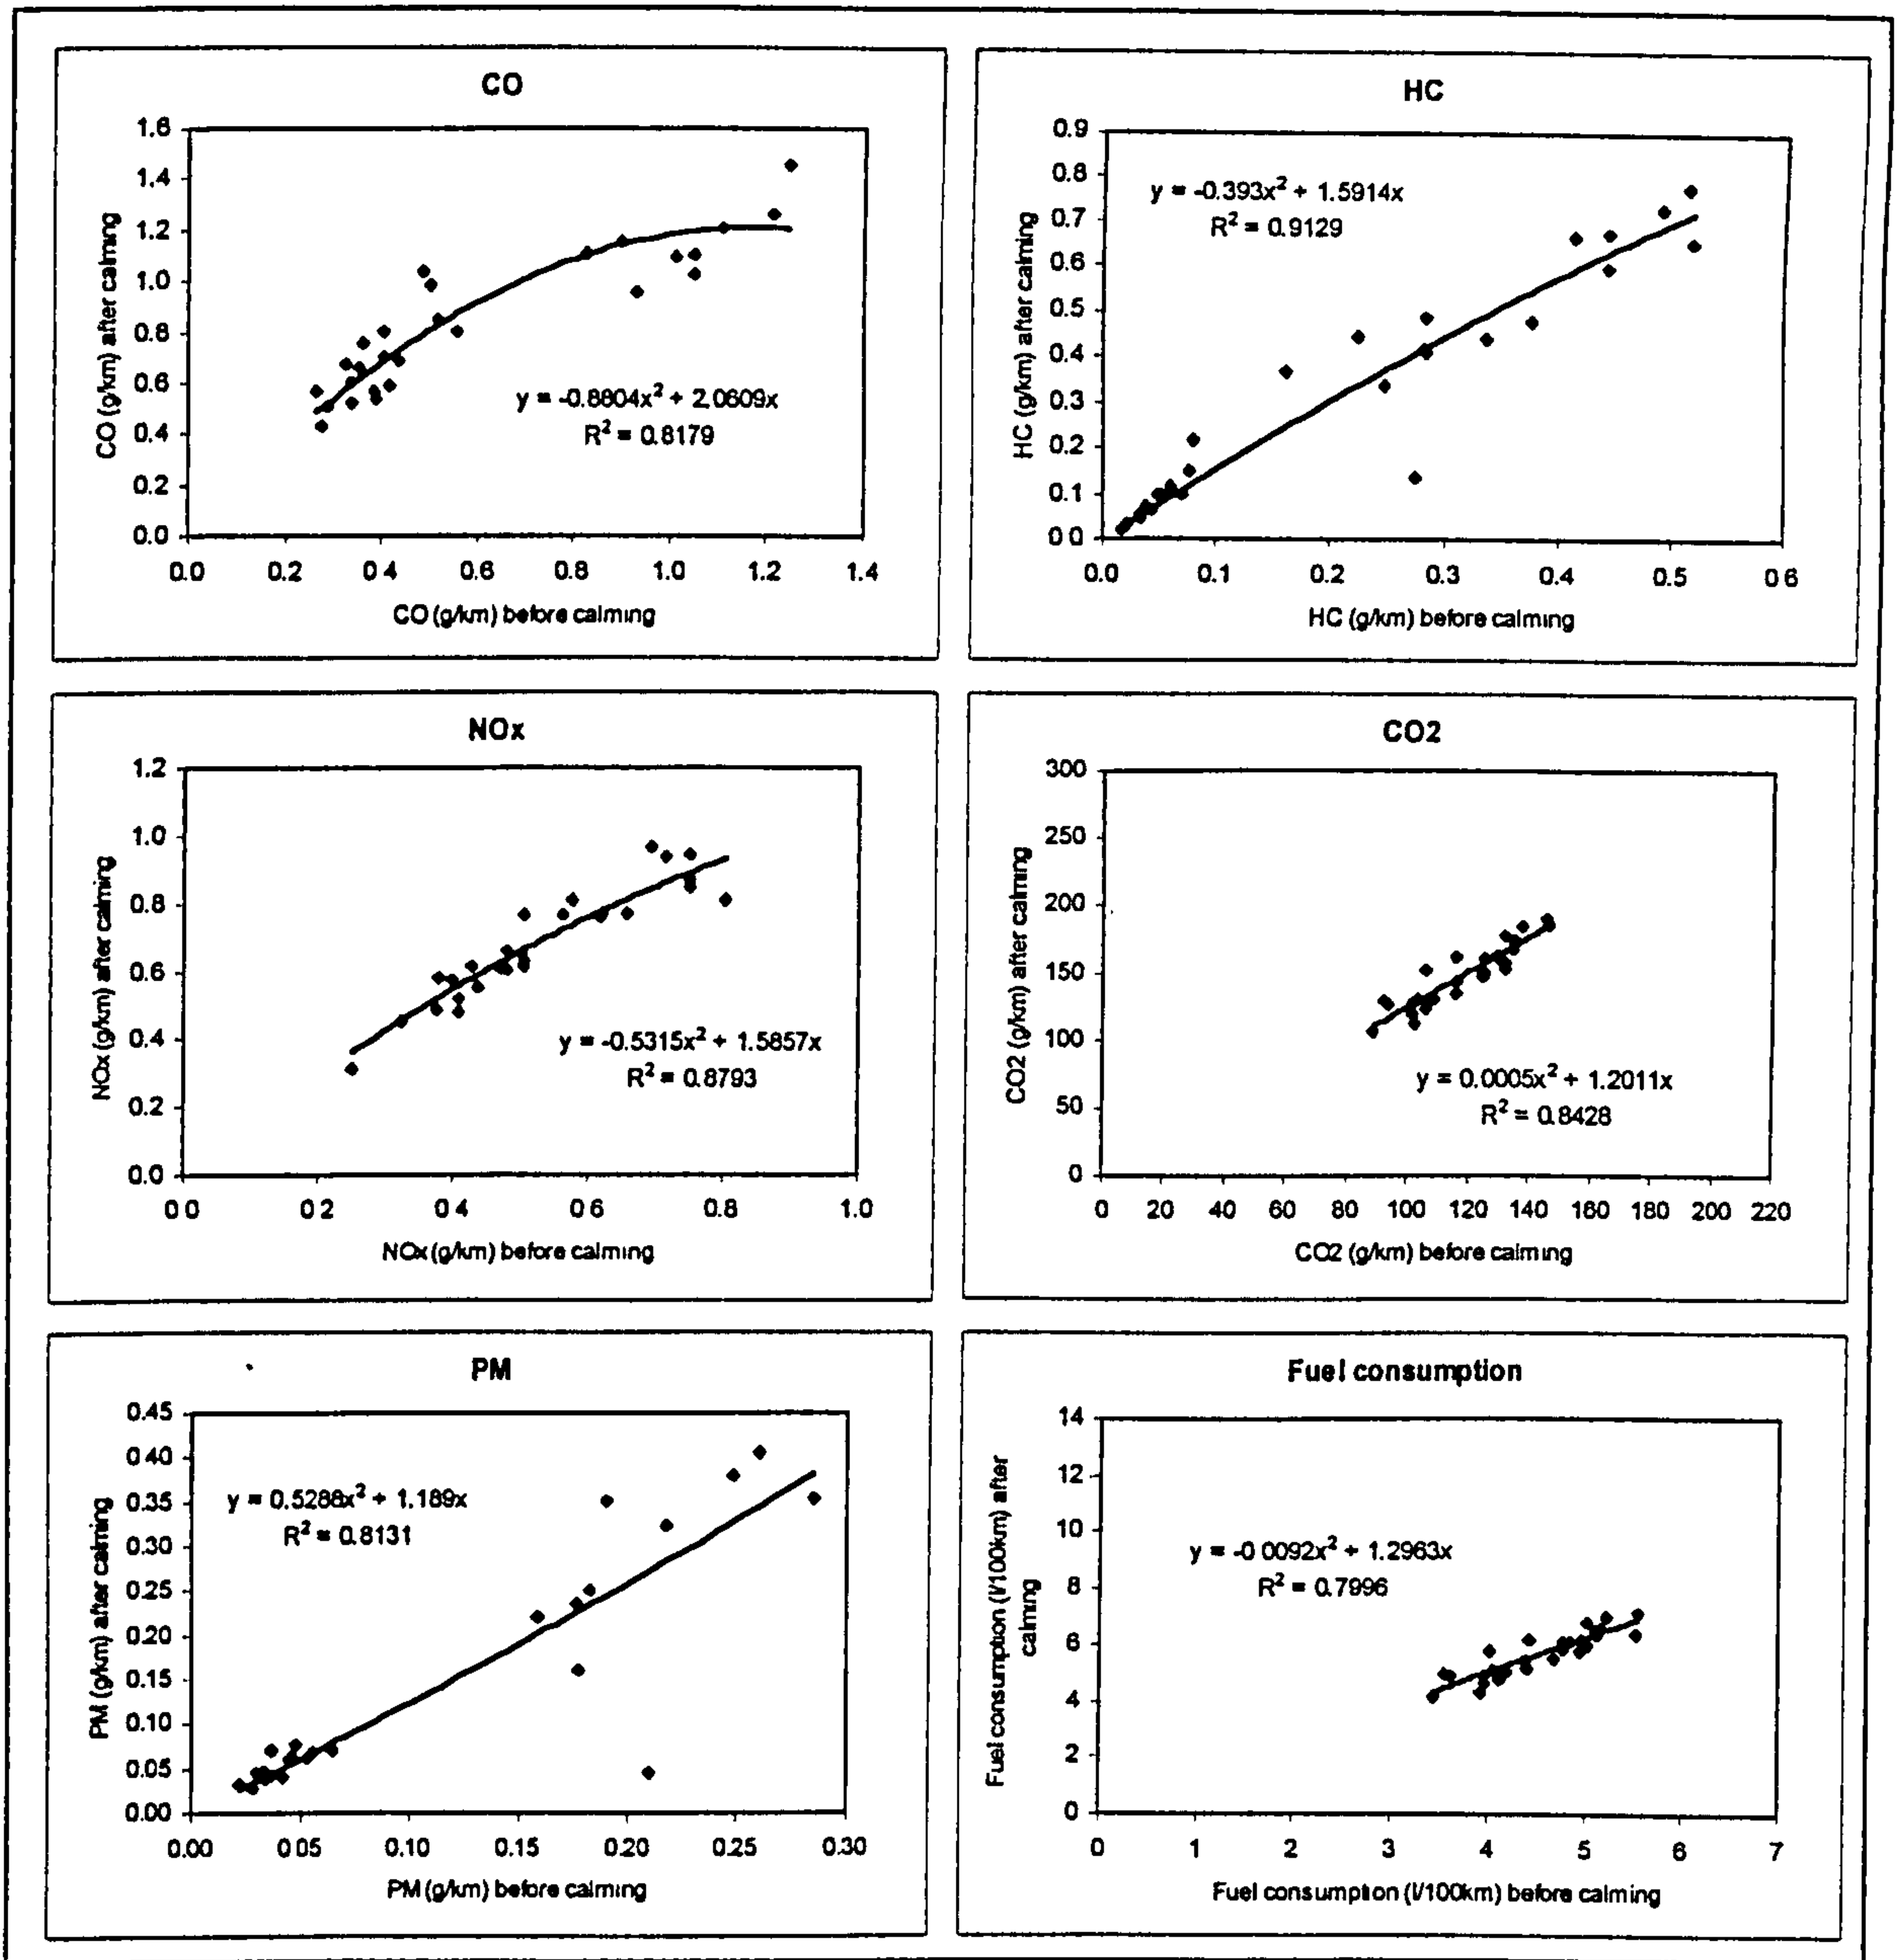 CO
1.6
1.4
1.2
1.0
0.8
0.6
0.4
0.2
0.0
CO (g/km) after calming
y = -0.8804x² + 2.0609x
R² = 0.8179
0.0 0.2 0 4 0.6 0.8 1.0 1.2 1.4
CO (g/km) before calming
HC
0.9
0.8
0.7
0.6
0.5
0.4
0.3
0.2
0.1
0 0
HC (g/km) after calming
y = -0.393x² + 1.5914x
R² = 0.9129
0.0 0.1 0.2 0.3 0.4 0.5 0 6
HC (g/km) before calming
NOx
1.2
1.0
0.8
0.6
0.4
0.2
0.0
NOx (g/km) after calming
y = -0.5315x² + 1.5857x
R² = 0.8793
0 0 0 2 0 4 0 6 0 8 1.0
NOx (g/km) before calming
CO2
300
250
200
150
100
50
0
CO2 (g/km) after calming
y = 0.0005x² + 1.2011x
R² = 0.8428
0 20 40 60 80 100 120 140 160 180 200 220
CO2 (g/km) before calming
PM
0.45
0 40
0.35
0.30
0.25
0.20
0.15
0.10
0.05
0.00
PM (g/km) after calming
y = 0.5288x² + 1.189x
R² = 0.8131
0.00 0 05 0.10 0.15 0.20 0.25 0.30
PM (g/km) before calming
Fuel consumption
14
12
10
8
6
4
2
0
Fuel consumption (l/100km) after
calming
y = -0 0092x² + 1.2963x
R² = 0.7996
0 1 2 3 4 5 6 7
Fuel consumption (l/100km) before calming